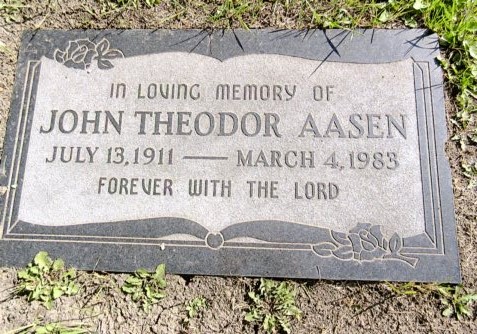 IN LOVING MEMORY OF
JOHN THEODOR AASEN
JULY 13, 1911 — MARCH 4, 1983
FOREVER WITH THE LORD